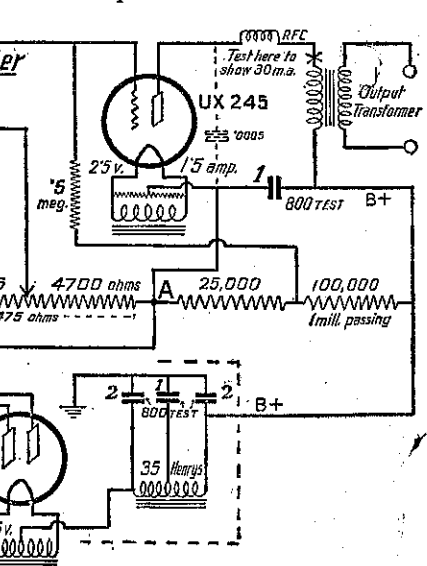 er
RFC
Test here to
show 30 m.a.
UX 245
Output
Transformer
.0005
2.5 v.
1.5 amp.
1
800 TEST
B+
.5
meg.
4700 ohms
A
25,000
100,000
475 ohms
1 mill. passing
2
1
2
800 TEST
B+
35 Henrys
v.